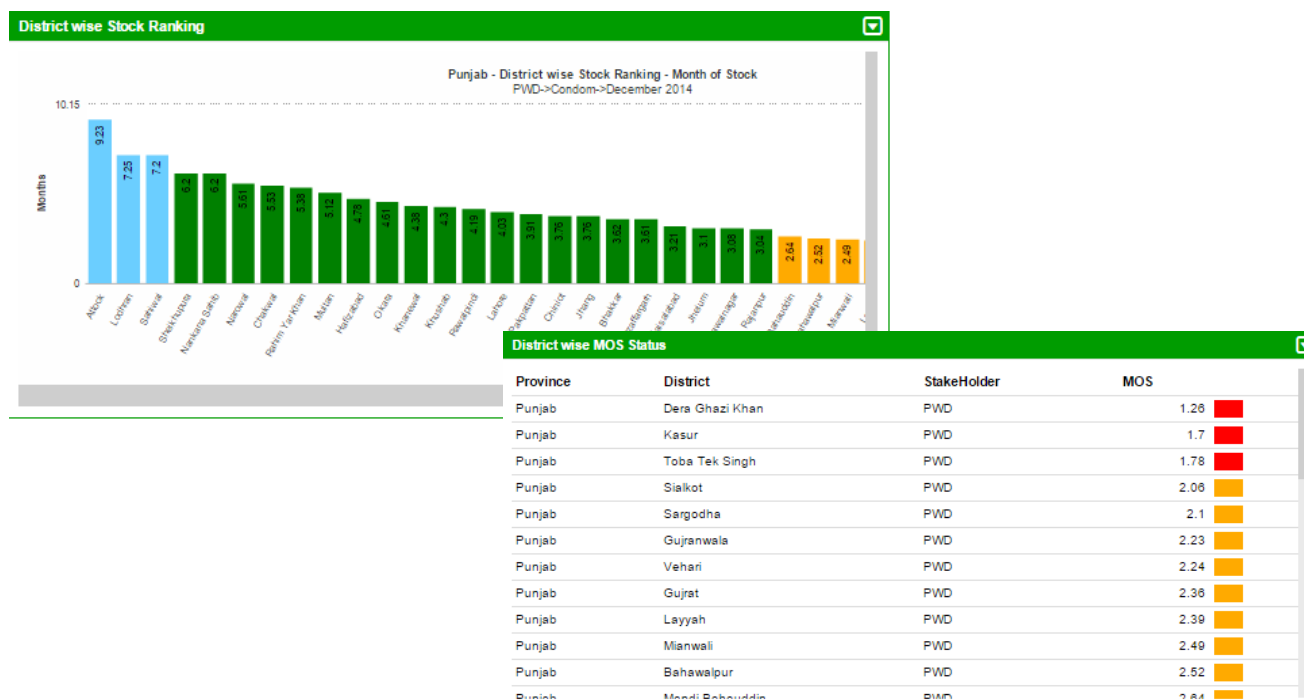 District wise Stock Ranking
Punjab - District wise Stock Ranking - Month of Stock
PWD->Condom->December 2014
10.15
Months
0
9.23
7.25
7.2
6.2
6.2
5.61
5.53
5.38
5.12
4.78
4.61
4.38
4.3
4.19
4.03
3.91
3.76
3.76
3.62
3.61
3.21
3.1
3.08
3.04
2.64
2.52
2.49
Attock
Lodhran
Sahiwal
Sheikhupura
Nankana Sahib
Narowal
Chakwal
Rahim Yar Khan
Multan
Hafizabad
Okara
Khanewal
Khushab
Rawalpindi
Lahore
Pakpattan
Chiniot
Jhang
Bhakkar
Jhelum
Rajanpur
Mianwali
District wise MOS Status
Province District StakeHolder MOS
Punjab Dera Ghazi Khan PWD 1.26
Punjab Kasur PWD 1.7
Punjab Toba Tek Singh PWD 1.78
Punjab Sialkot PWD 2.06
Punjab Sargodha PWD 2.1
Punjab Gujranwala PWD 2.23
Punjab Vehari PWD 2.24
Punjab Gujrat PWD 2.36
Punjab Layyah PWD 2.39
Punjab Mianwali PWD 2.49
Punjab Bahawalpur PWD 2.52
Punjab Mandi Bahauddin PWD 2.64